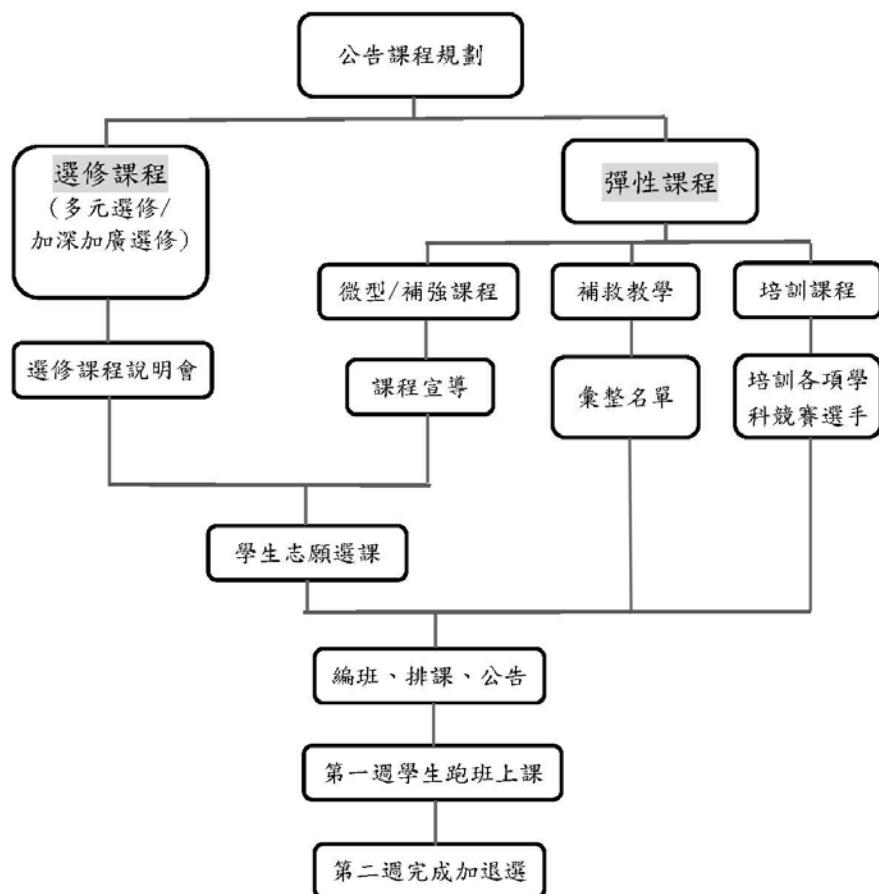 公告課程規劃
選修課程
（多元選修/
加深加廣選修）
彈性課程
微型/補強課程
補救教學
培訓課程
選修課程說明會
課程宣導
彙整名單
培訓各項學
科競賽選手
學生志願選課
編班、排課、公告
第一週學生跑班上課
第二週完成加退選